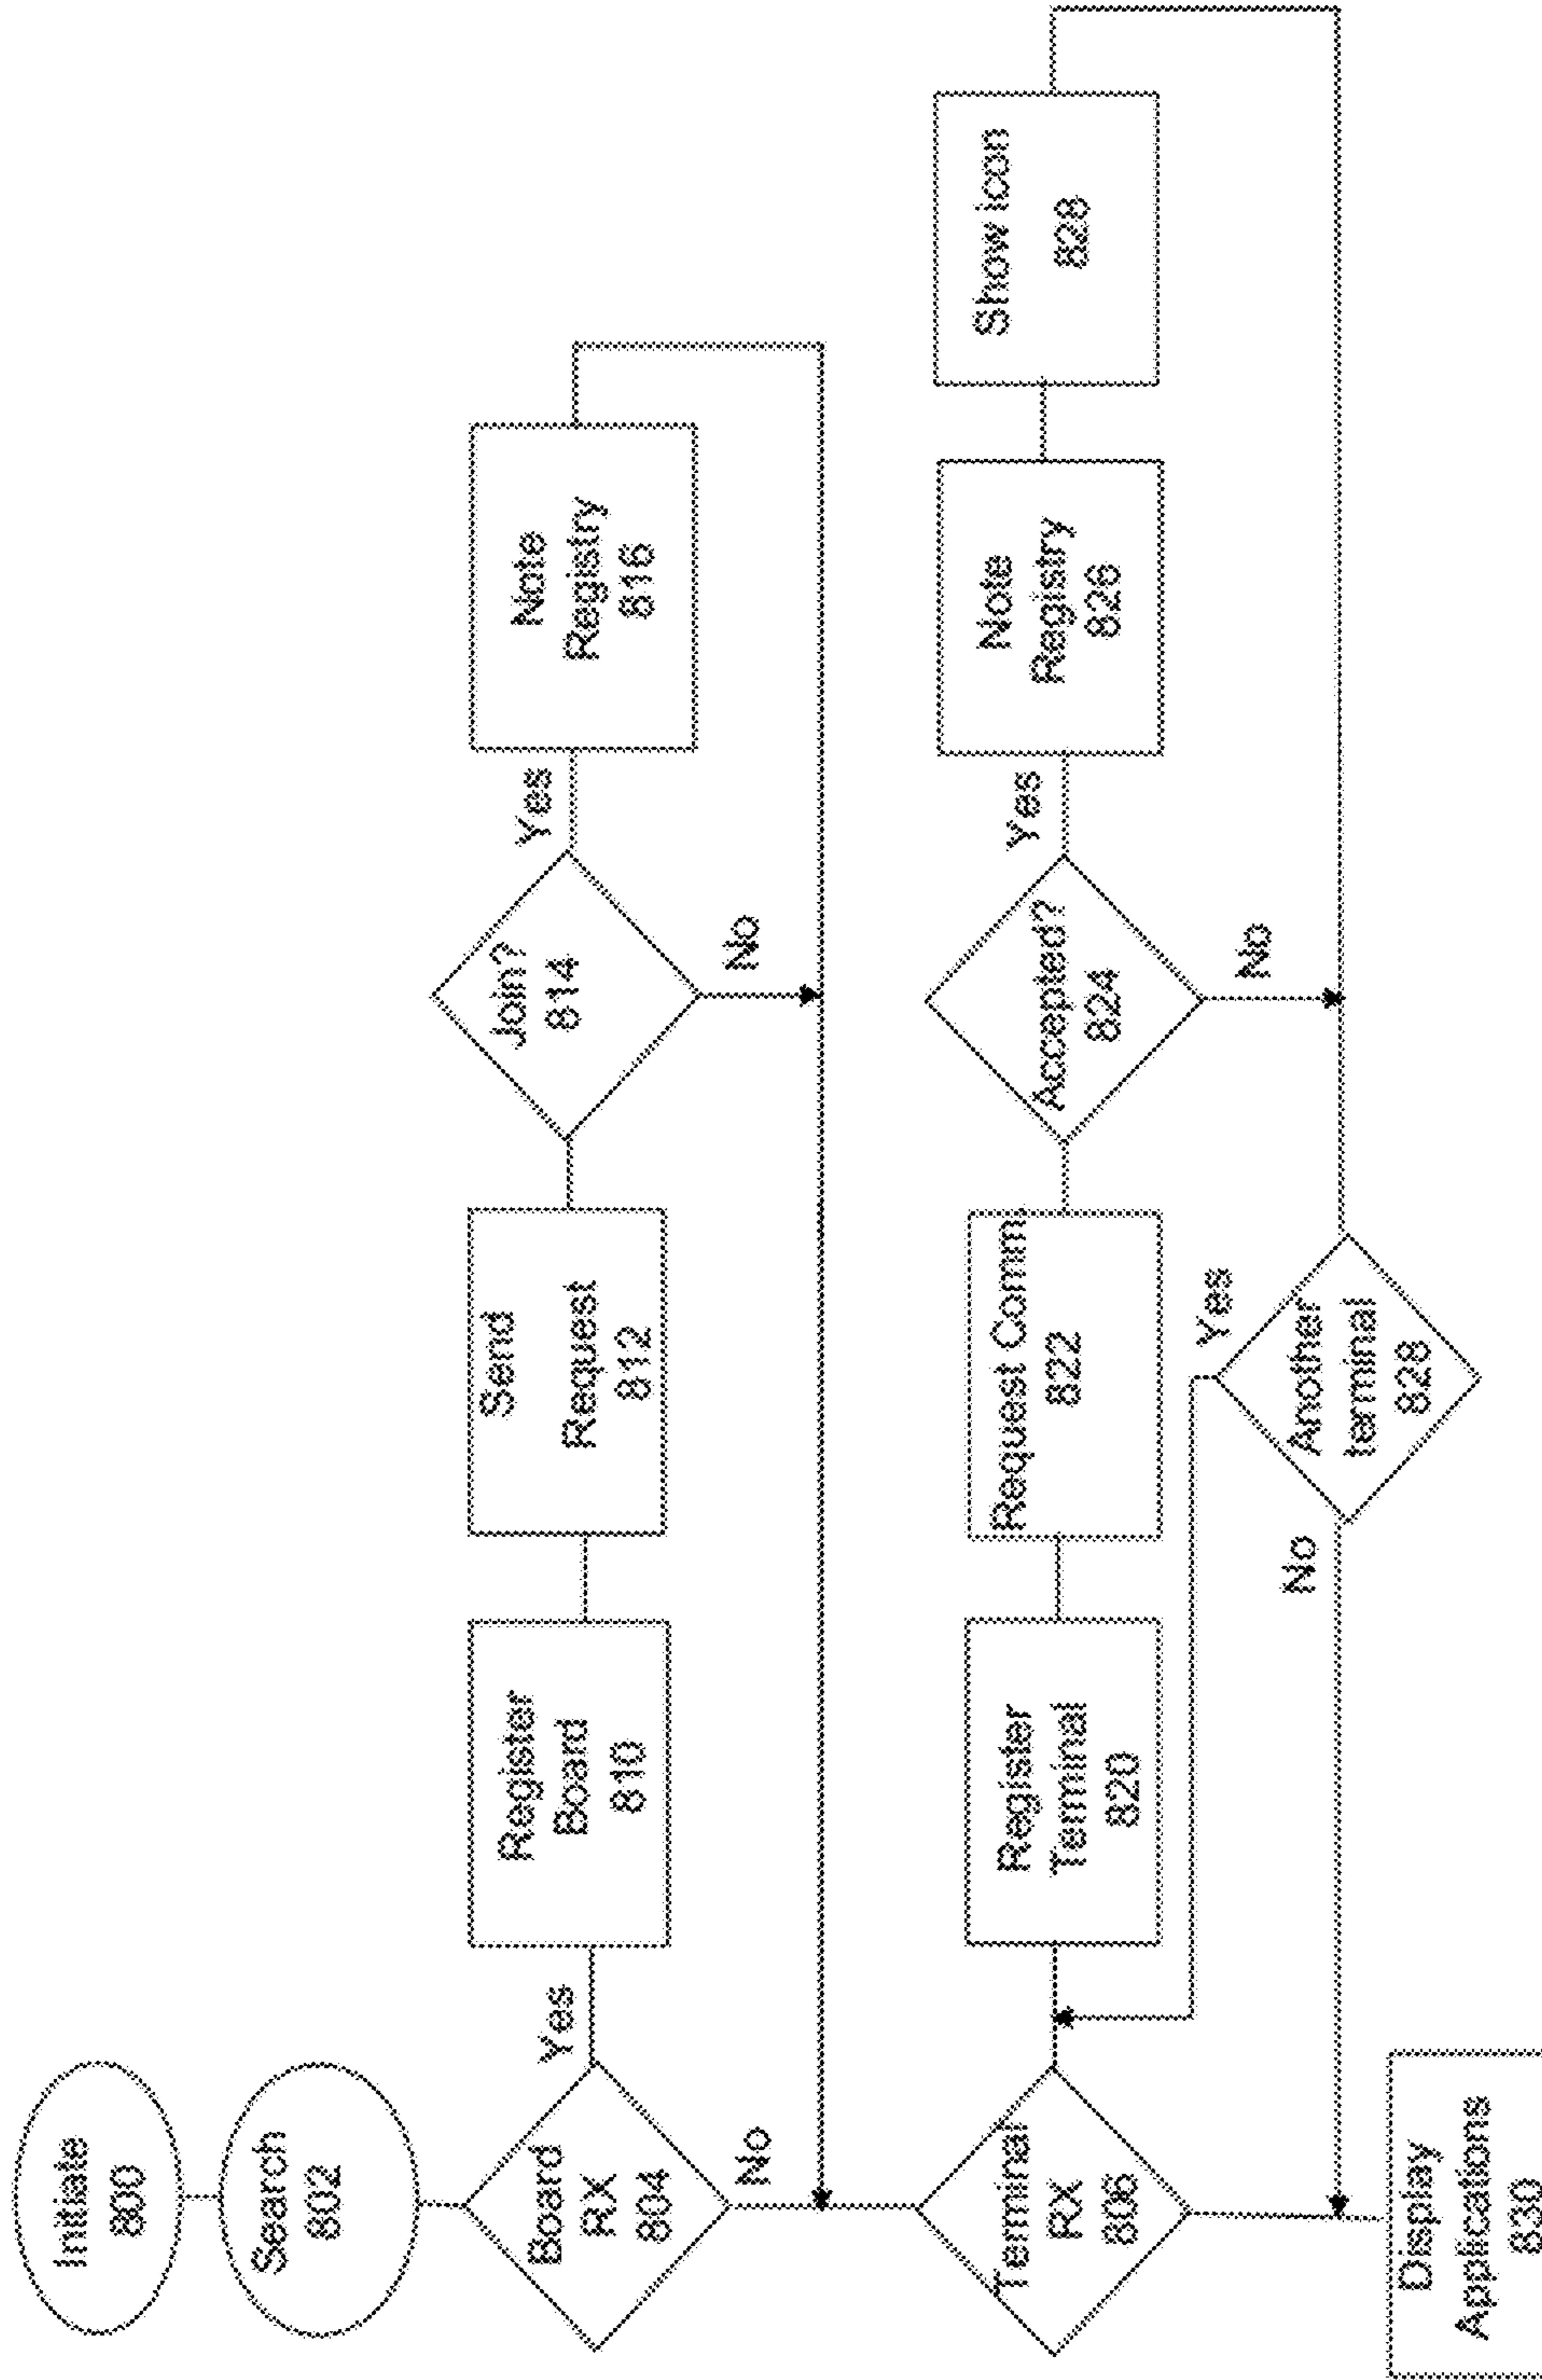 Initiate
800
Search
802
Board
RX
804
Yes
No
Register
Board
810
Send
Request
812
Join?
814
Yes
No
Note
Registry
816
Terminal
RX
806
Register
Terminal
820
Request Comm.
822
Accepted?
824
Yes
No
Note
Registry
826
Show icon
828
Another
terminal
828
Yes
No
Display
Applications
830